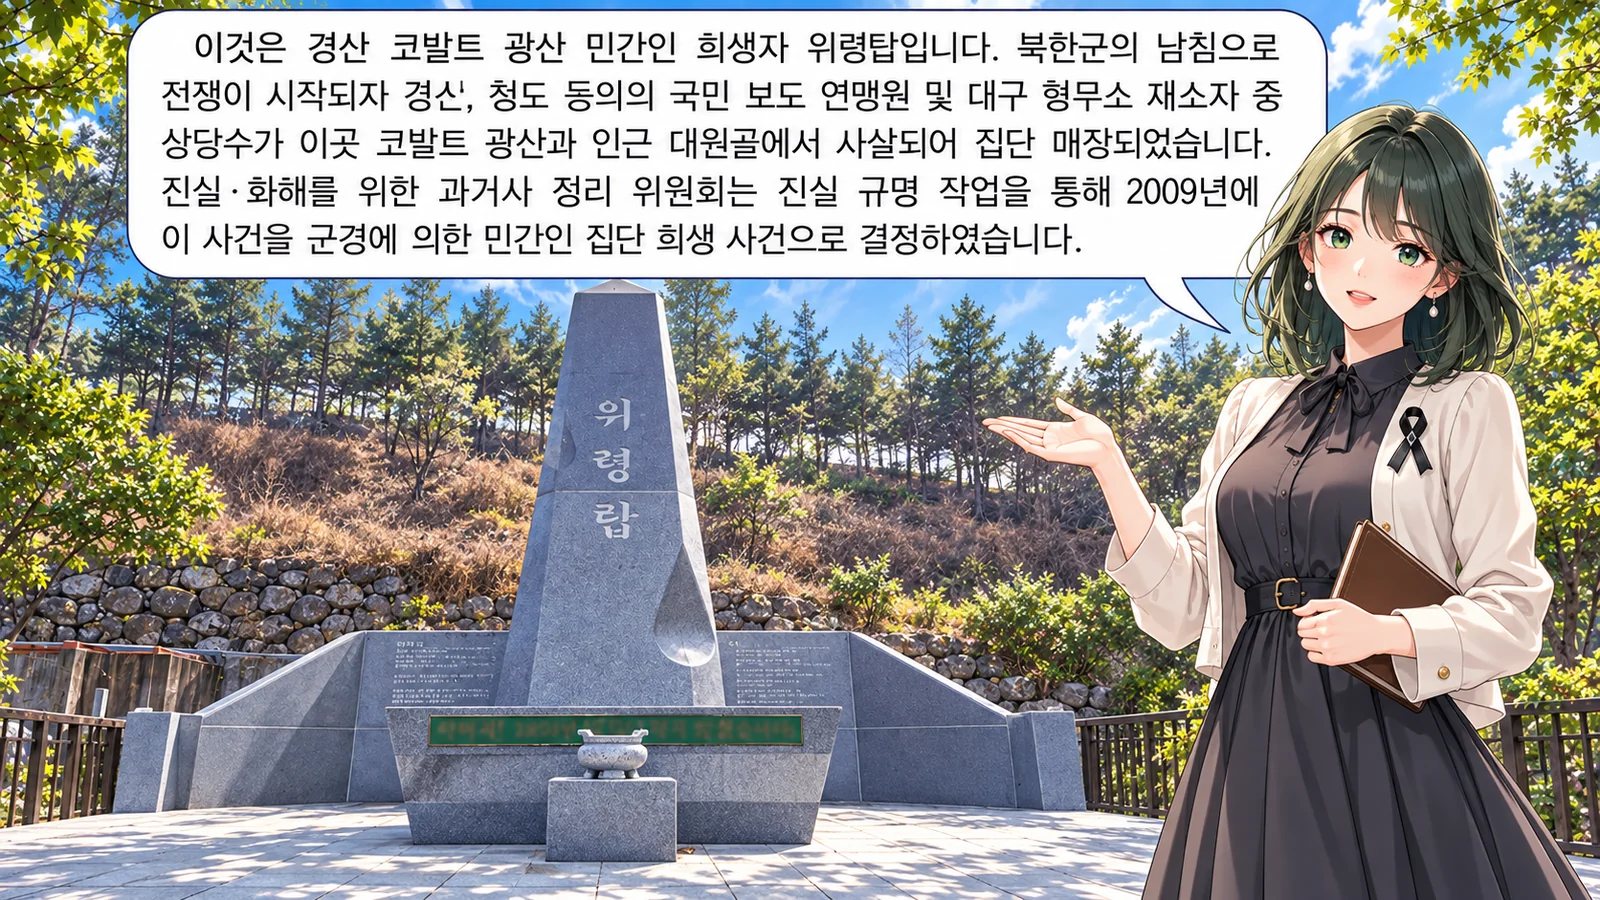 이것은 경산 코발트 광산 민간인 희생자 위령탑입니다. 북한군의 남침으로
전쟁이 시작되자 경산, 청도 등의의 국민 보도 연맹원 및 대구 형무소 재소자 중
상당수가 이곳 코발트 광산과 인근 대원골에서 사살되어 집단 매장되었습니다.
진실·화해를 위한 과거사 정리 위원회는 진실 규명 작업을 통해 2009년에
이 사건을 군경에 의한 민간인 집단 희생 사건으로 결정하였습니다.
위
령
탑